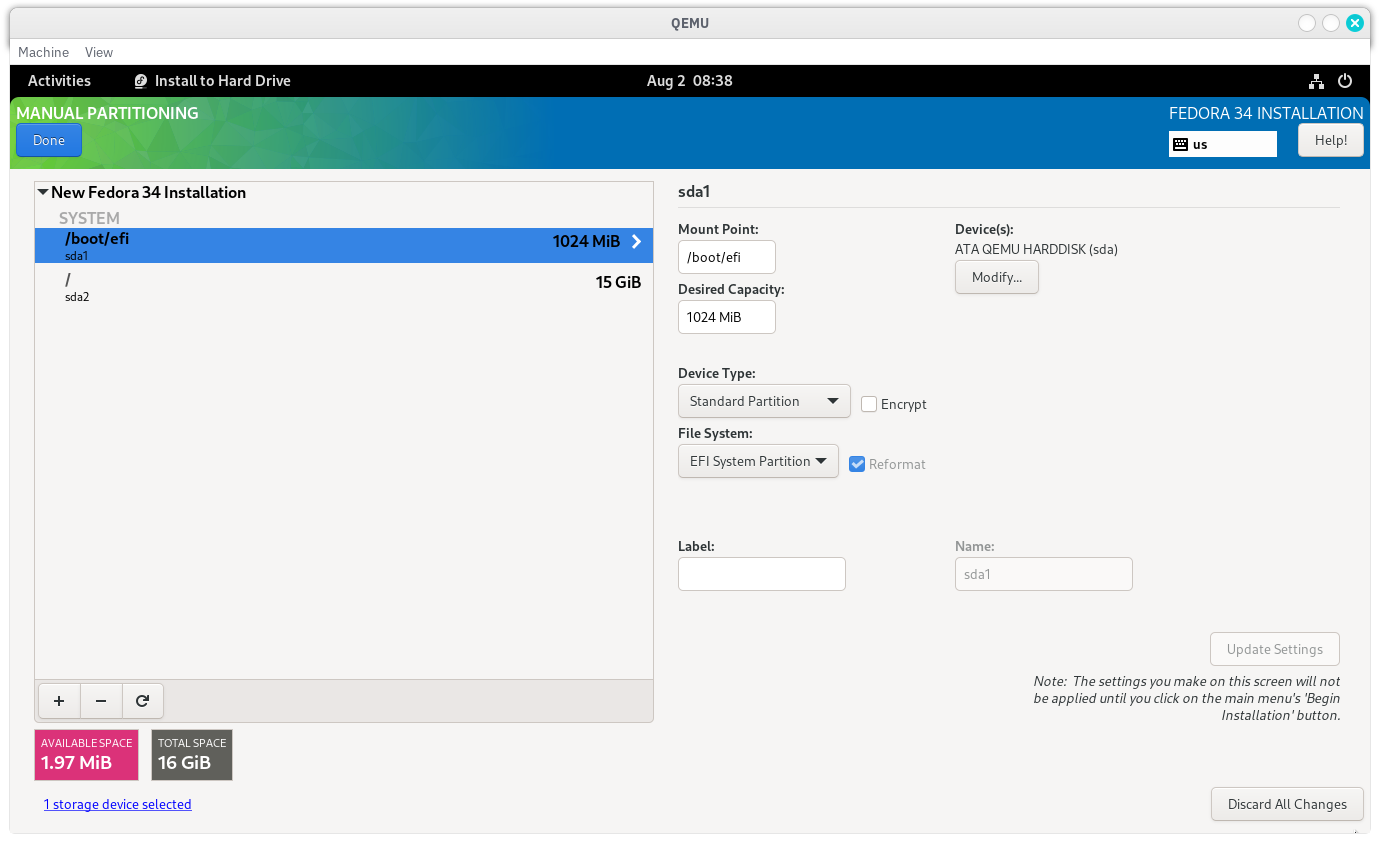 QEMU
Machine View
Activities Install to Hard Drive Aug 2 08:38
MANUAL PARTITIONING
FEDORA 34 INSTALLATION
Done
us
Help!
New Fedora 34 Installation
SYSTEM
/boot/efi
1024 MiB
sda1
/
15 GiB
sda2
sda1
Mount Point:
/boot/efi
Desired Capacity:
1024 MiB
Device(s):
ATA QEMU HARDDISK (sda)
Modify...
Device Type:
Standard Partition
Encrypt
File System:
EFI System Partition
Reformat
Label:
Name:
sda1
Update Settings
Note: The settings you make on this screen will not
be applied until you click on the main menu's 'Begin
Installation' button.
AVAILABLE SPACE
1.97 MiB
TOTAL SPACE
16 GiB
1 storage device selected
Discard All Changes